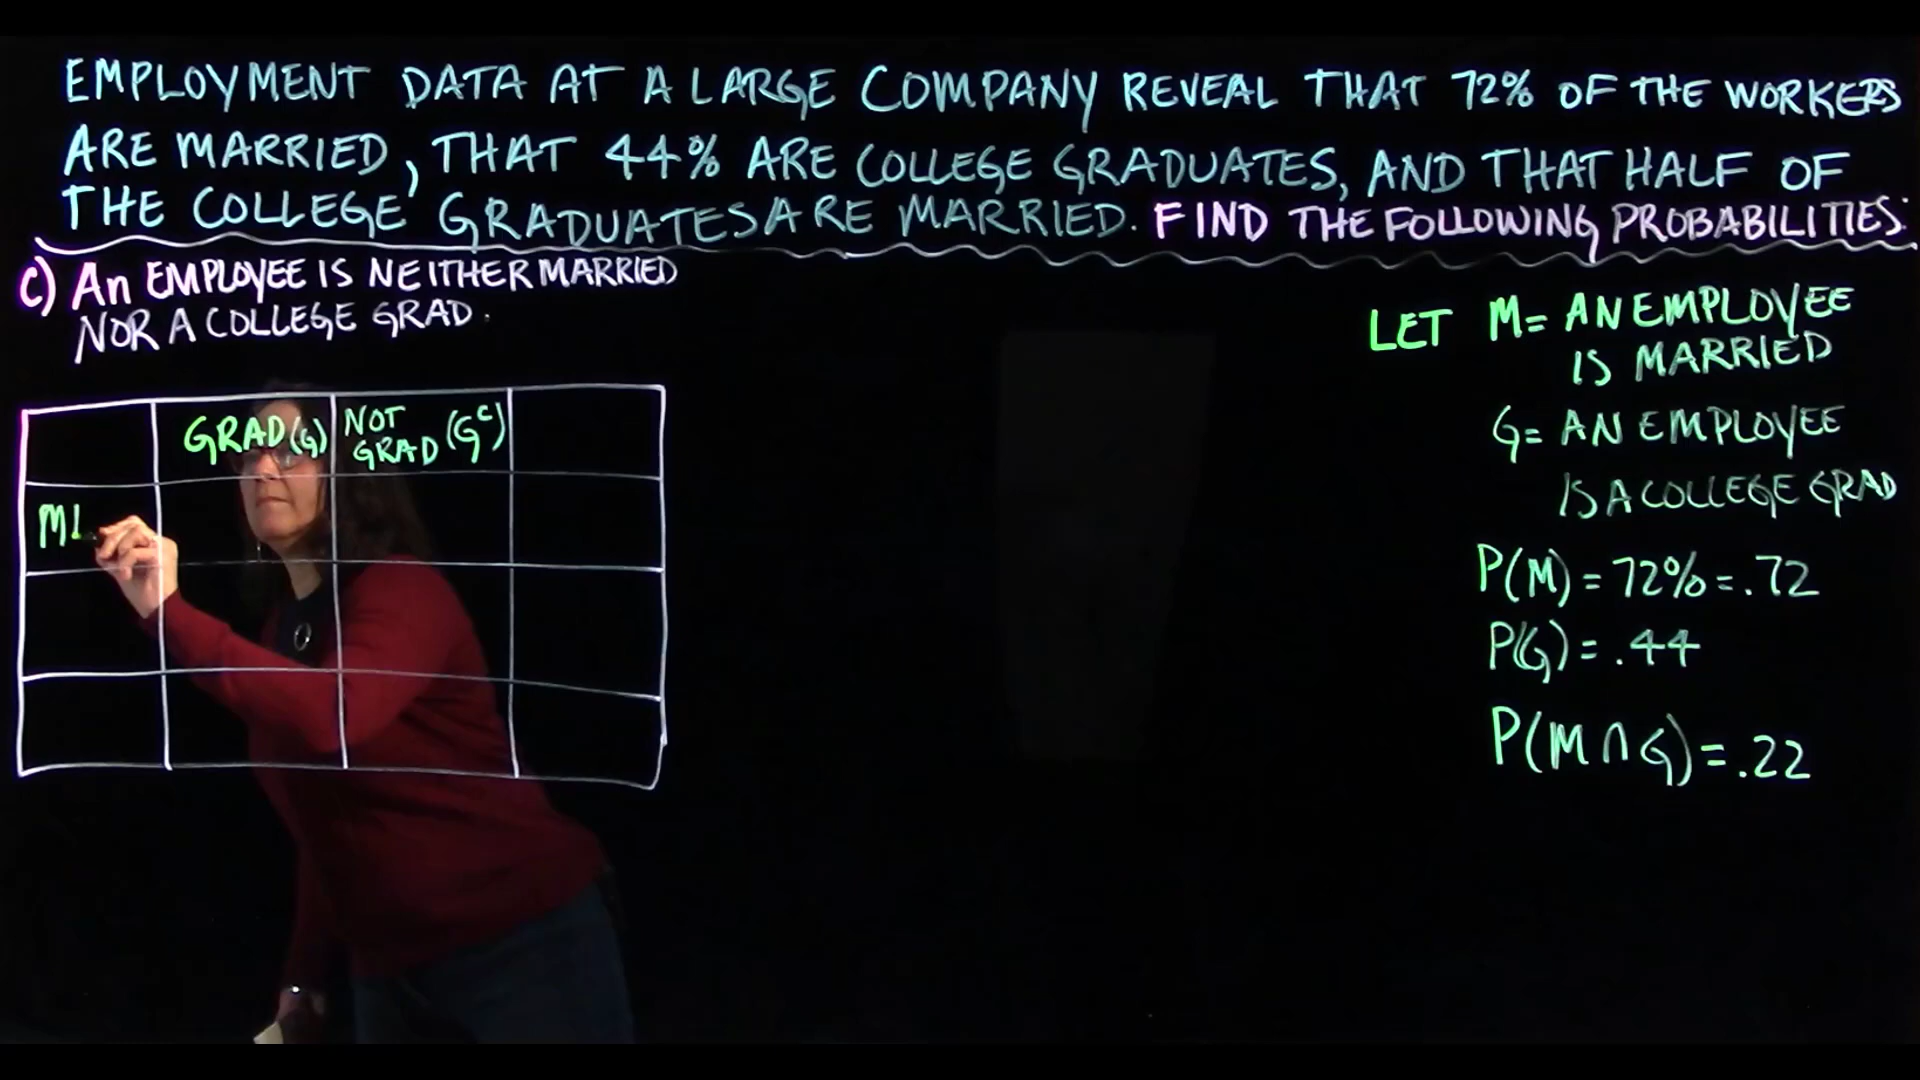 EMPLOYMENT DATA AT A LARGE COMPANY REVEAL THAT 72% OF THE WORKERS
ARE MARRIED, THAT 44% ARE COLLEGE GRADUATES, AND THAT HALF OF
THE COLLEGE GRADUATES ARE MARRIED. FIND THE FOLLOWING PROBABILITIES:
C) An EMPLOYEE IS NEITHER MARRIED
NOR A COLLEGE GRAD.
GRAD (G)
NOT
GRAD (Gᶜ)
M
LET M = AN EMPLOYEE
IS MARRIED
G = AN EMPLOYEE
IS A COLLEGE GRAD
P(M) = 72% = .72
P(G) = .44
P(M ∩ G) = .22